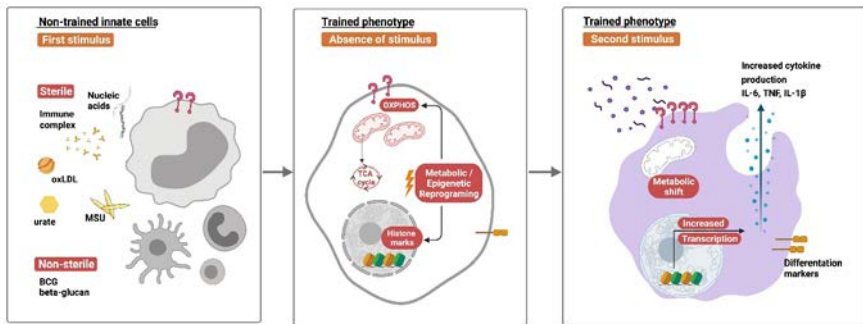 Non-trained innate cells
First stimulus
Sterile
Nucleic
acids
Immune
complex
oxLDL
urate
MSU
Non-sterile
BCG
beta-glucan
Trained phenotype
Absence of stimulus
OXPHOS
TCA
cycle
Metabolic /
Epigenetic
Reprograming
Histone
marks
Trained phenotype
Second stimulus
Increased cytokine
production
IL-6, TNF, IL-1β
Metabolic
shift
Increased
Transcription
Differentation
markers